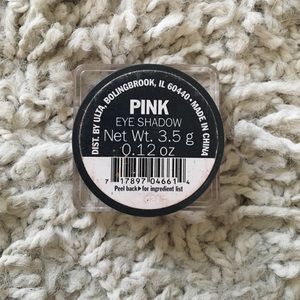 DIST. BY ULTA, BOLINGBROOK, IL 60440 • MADE IN CHINA
PINK
EYE SHADOW
Net Wt. 3.5 g
0.12 oz
7 17897 04661 4
Peel back▶for ingredient list